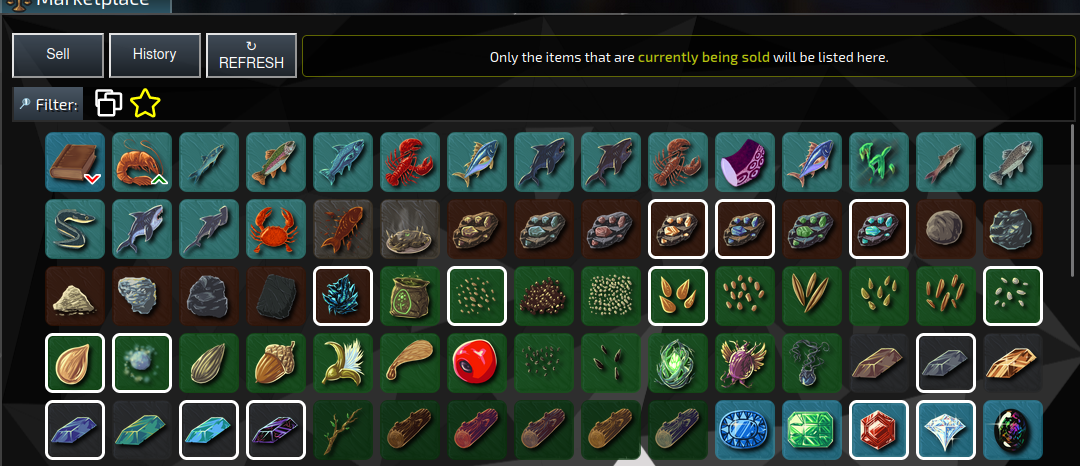 Marketplace
Sell
History
↻
REFRESH
Only the items that are currently being sold will be listed here.
Filter: